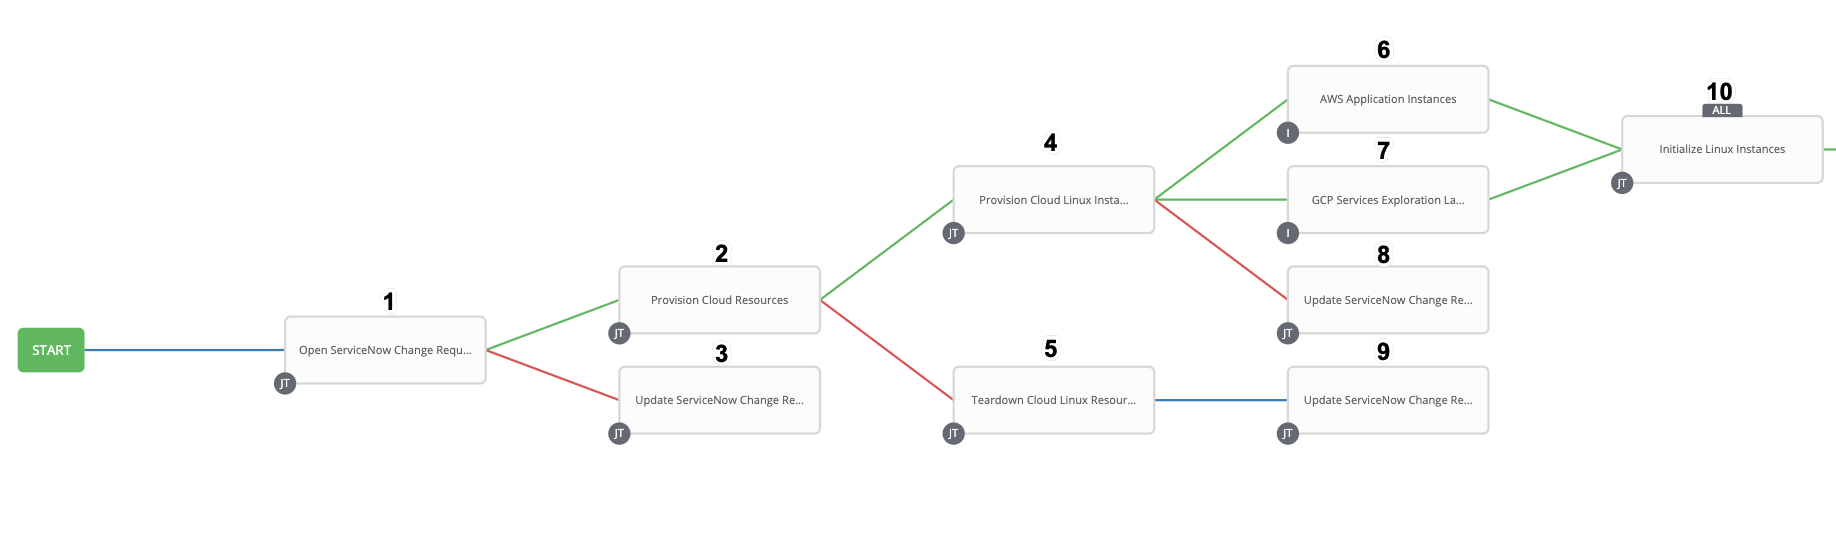 6
AWS Application Instances
I
10
ALL
Initialize Linux Instances
JT
4
7
Provision Cloud Linux Insta...
JT
GCP Services Exploration La...
I
2
8
1
Provision Cloud Resources
JT
Update ServiceNow Change Re...
JT
START
Open ServiceNow Change Requ...
JT
3
5
9
Update ServiceNow Change Re...
JT
Teardown Cloud Linux Resour...
JT
Update ServiceNow Change Re...
JT